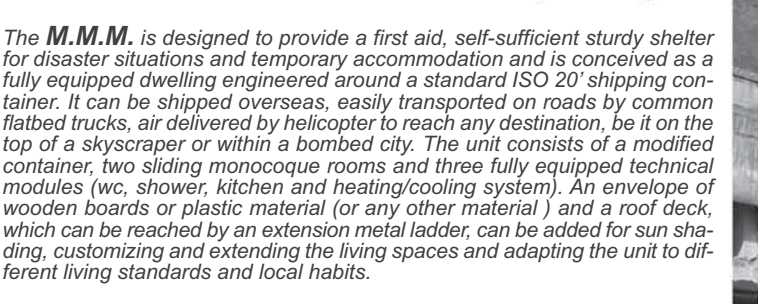 The M.M.M. is designed to provide a first aid, self-sufficient sturdy shelter
for disaster situations and temporary accommodation and is conceived as a
fully equipped dwelling engineered around a standard ISO 20' shipping con-
tainer. It can be shipped overseas, easily transported on roads by common
flatbed trucks, air delivered by helicopter to reach any destination, be it on the
top of a skyscraper or within a bombed city. The unit consists of a modified
container, two sliding monocoque rooms and three fully equipped technical
modules (wc, shower, kitchen and heating/cooling system). An envelope of
wooden boards or plastic material (or any other material ) and a roof deck,
which can be reached by an extension metal ladder, can be added for sun sha-
ding, customizing and extending the living spaces and adapting the unit to dif-
ferent living standards and local habits.